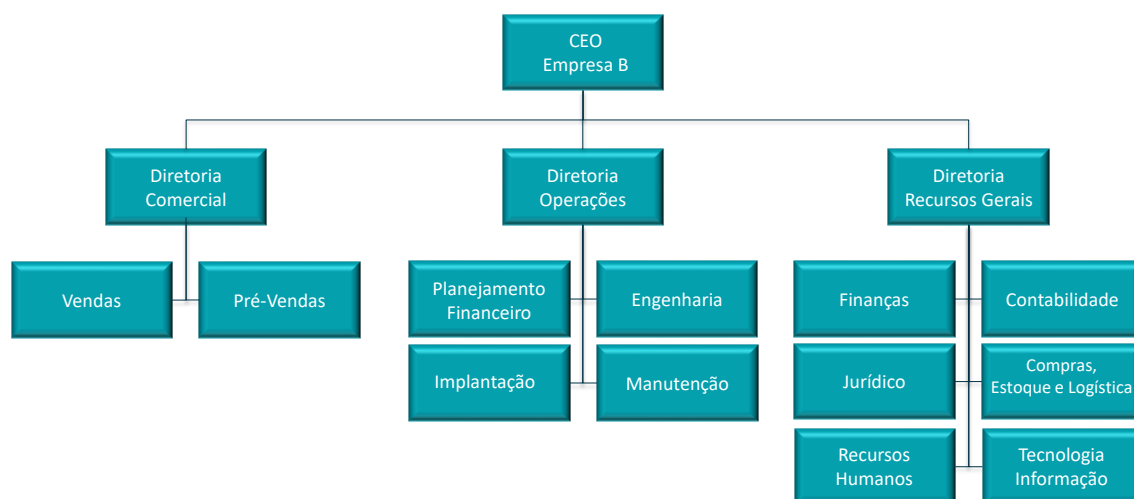 CEO
Empresa B
Diretoria
Comercial
Diretoria
Operações
Diretoria
Recursos Gerais
Vendas
Pré-Vendas
Planejamento
Financeiro
Engenharia
Implantação
Manutenção
Finanças
Contabilidade
Jurídico
Compras,
Estoque e Logística
Recursos
Humanos
Tecnologia
Informação